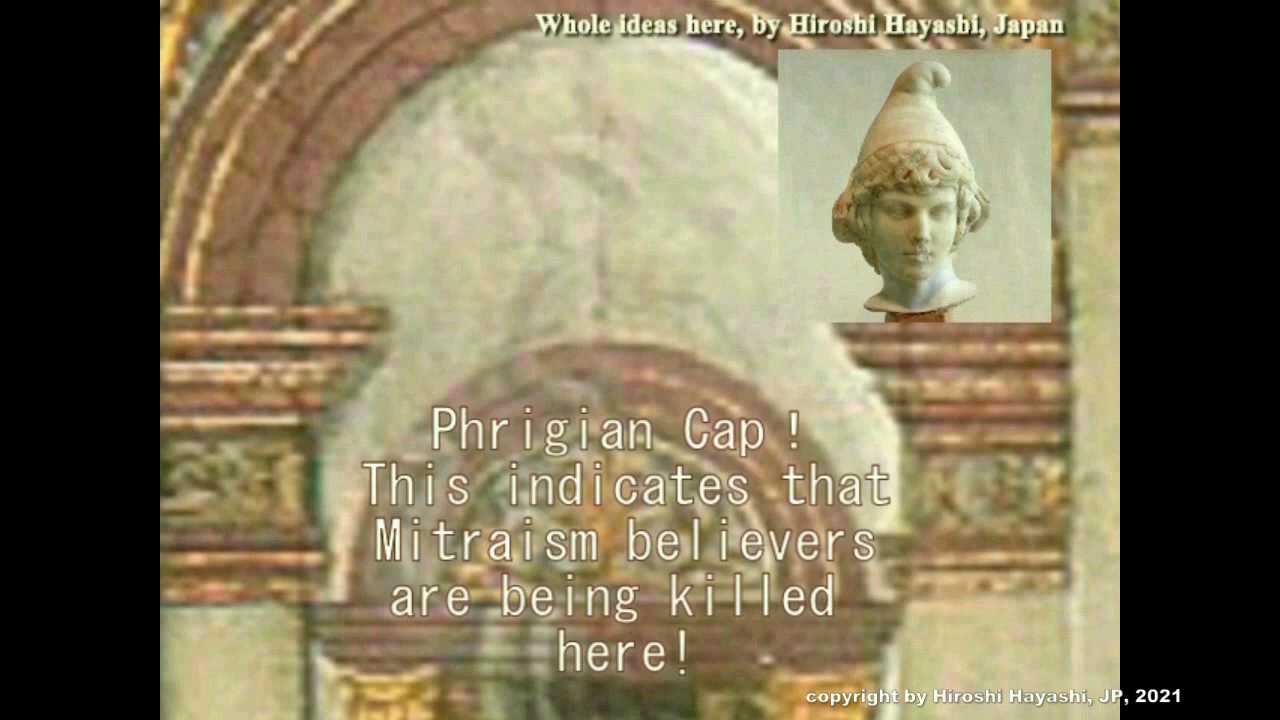 Whole ideas here, by Hiroshi Hayashi, Japan
Phrigian Cap!
This indicates that
Mitraism believers
are being killed
here!
copyright by Hiroshi Hayashi, JP, 2021